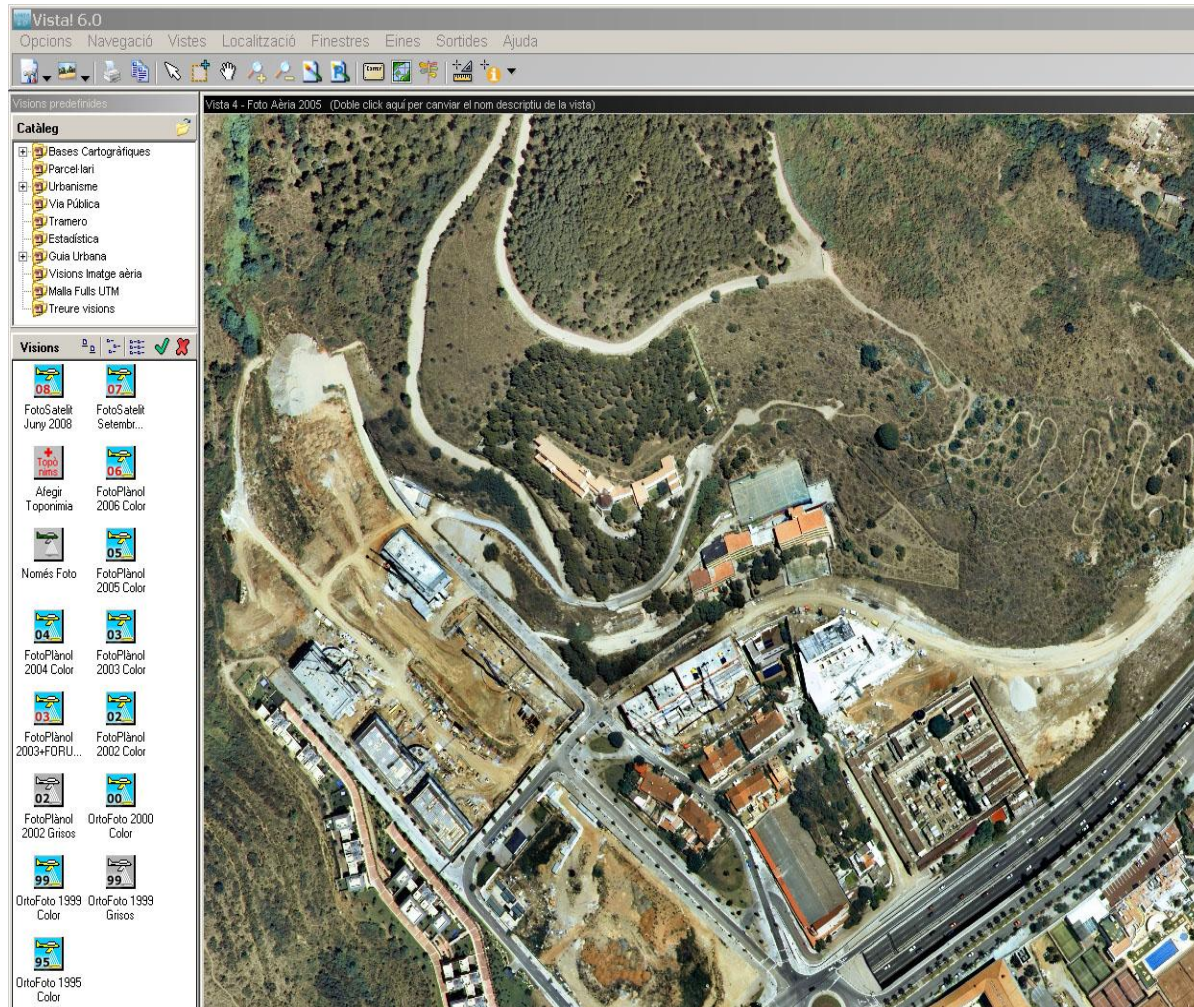 Vista! 6.0
Opcions Navegació Vistes Localització Finestres Eines Sortides Ajuda
Carrer
Visions predefinides
Vista 4 - Foto Aèria 2005 (Doble click aquí per canviar el nom descriptiu de la vista)
Catàleg
Bases Cartogràfiques
Parcel·lari
Urbanisme
Via Pública
Tramero
Estadística
Guia Urbana
Visions Imatge aèria
Malla Fulls UTM
Treure visions
Visions
08
07
FotoSatelit
Juny 2008
FotoSatelit
Setembr...
Topò
nims
06
Afegir
Toponimia
FotoPlànol
2006 Color
05
Només Foto
FotoPlànol
2005 Color
04
03
FotoPlànol
2004 Color
FotoPlànol
2003 Color
03
02
FotoPlànol
2003+FORU...
FotoPlànol
2002 Color
02
00
FotoPlànol
2002 Grisos
OrtoFoto 2000
Color
99
99
OrtoFoto 1999
Color
OrtoFoto 1999
Grisos
95
OrtoFoto 1995
Color